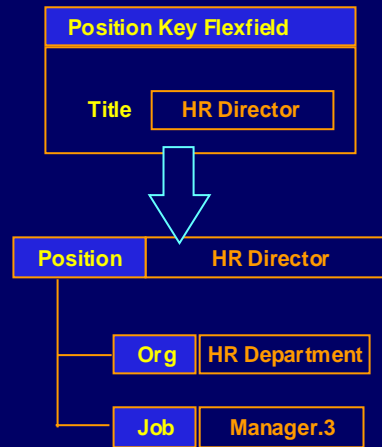 Position Key Flexfield
Title HR Director
Position HR Director
Org HR Department
Job Manager.3